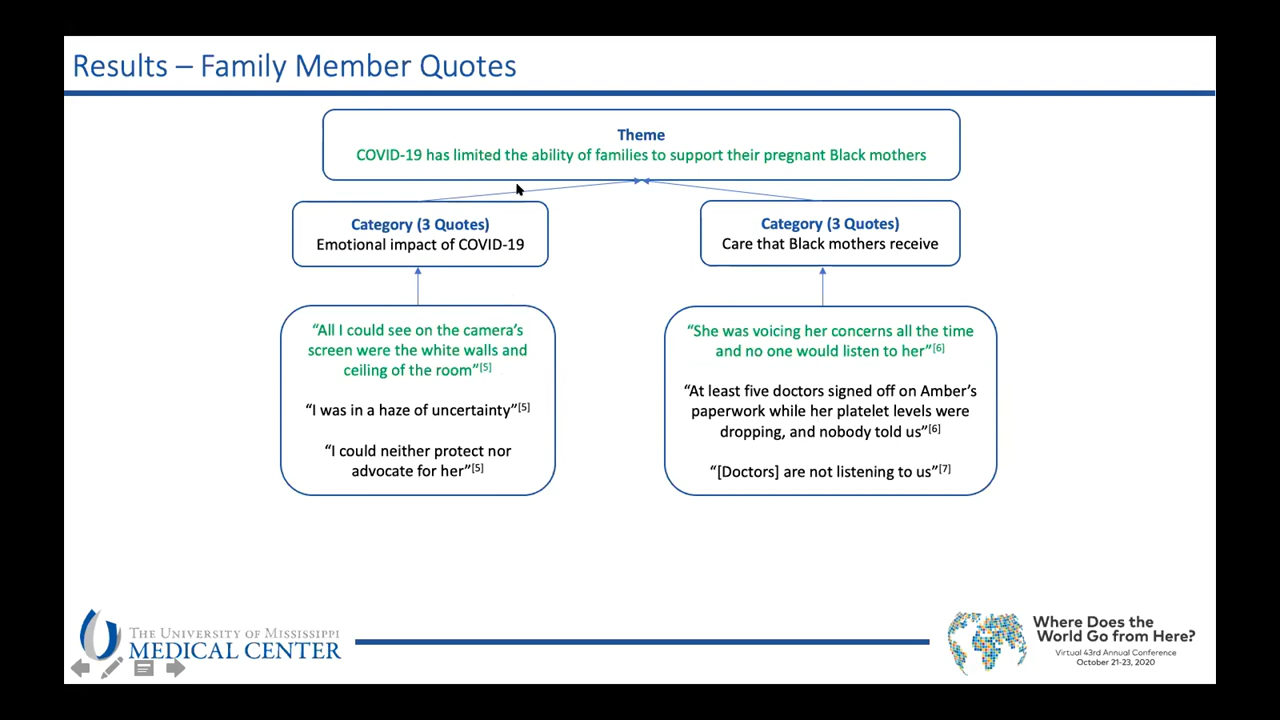 Results – Family Member Quotes
Theme
COVID-19 has limited the ability of families to support their pregnant Black mothers
Category (3 Quotes)
Emotional impact of COVID-19
Category (3 Quotes)
Care that Black mothers receive
“All I could see on the camera’s
screen were the white walls and
ceiling of the room”[5]
“I was in a haze of uncertainty”[5]
“I could neither protect nor
advocate for her”[5]
“She was voicing her concerns all the time
and no one would listen to her”[6]
“At least five doctors signed off on Amber’s
paperwork while her platelet levels were
dropping, and nobody told us”[6]
“[Doctors] are not listening to us”[7]
THE UNIVERSITY OF MISSISSIPPI
MEDICAL CENTER
Where Does the
World Go from Here?
Virtual 43rd Annual Conference
October 21-23, 2020